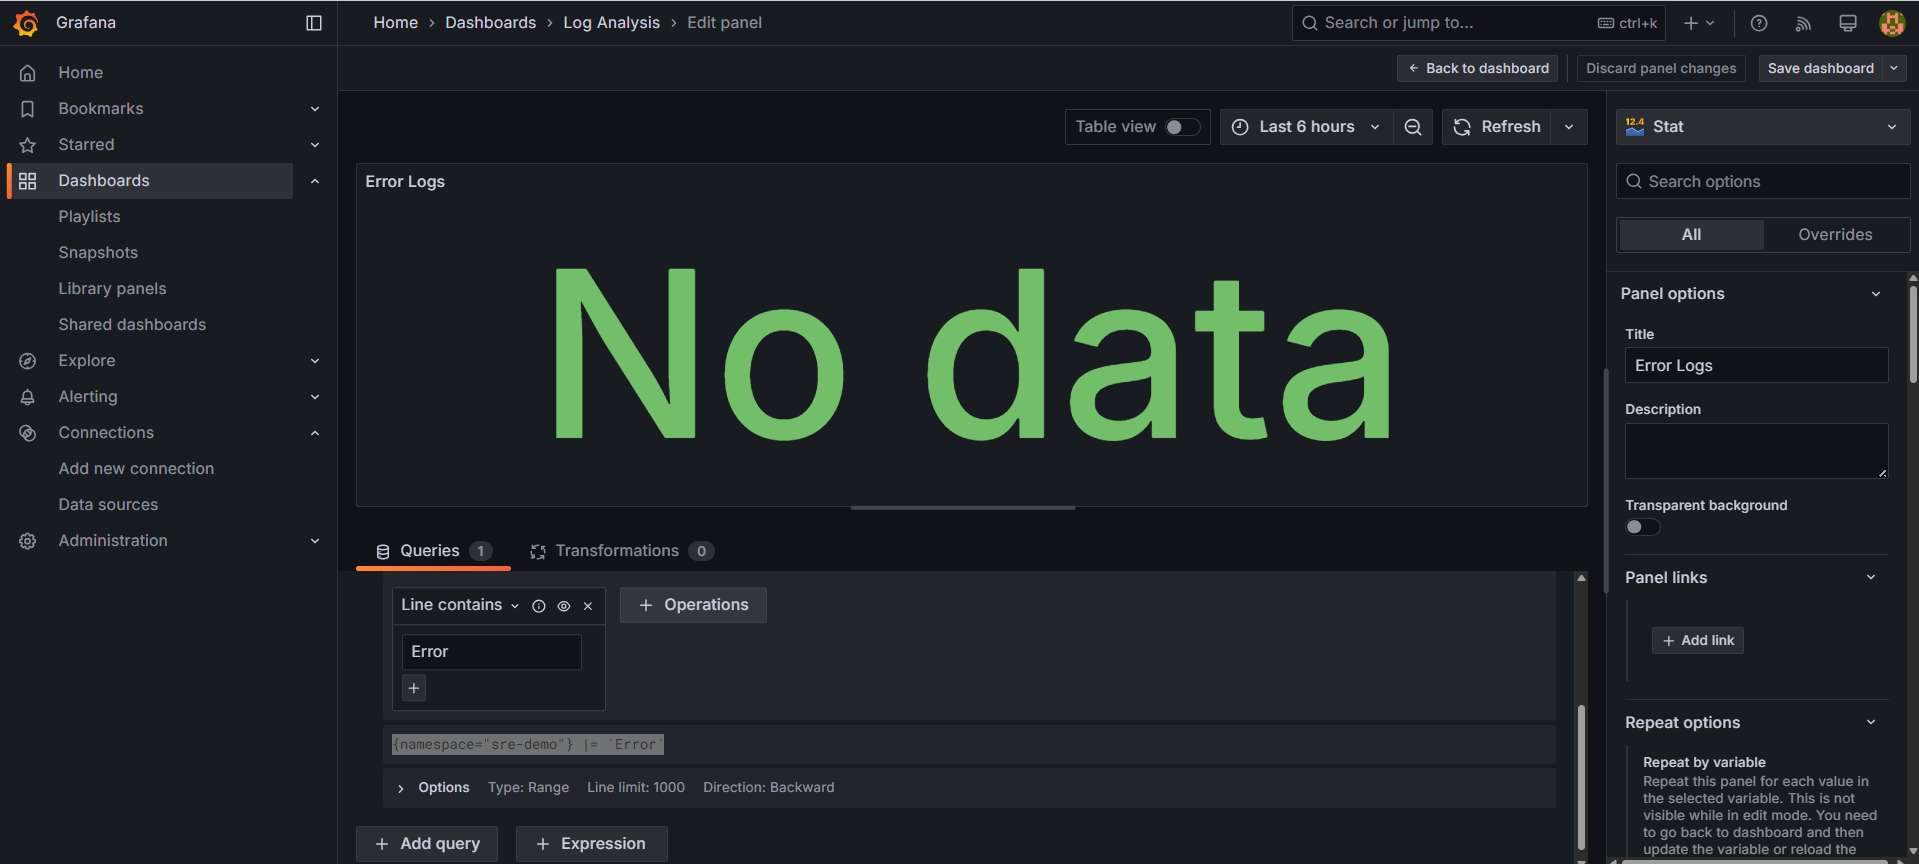 Grafana
Home › Dashboards › Log Analysis › Edit panel
Search or jump to...
ctrl+k
Back to dashboard
Discard panel changes
Save dashboard
Home
Bookmarks
Starred
Dashboards
Playlists
Snapshots
Library panels
Shared dashboards
Explore
Alerting
Connections
Add new connection
Data sources
Administration
Table view
Last 6 hours
Refresh
Error Logs
No data
Queries 1
Transformations 0
Line contains
Operations
Error
{namespace="sre-demo"} |= `Error`
Options Type: Range Line limit: 1000 Direction: Backward
Add query
Expression
12.4
Stat
Search options
All
Overrides
Panel options
Title
Error Logs
Description
Transparent background
Panel links
Add link
Repeat options
Repeat by variable
Repeat this panel for each value in
the selected variable. This is not
visible while in edit mode. You need
to go back to dashboard and then
update the variable or reload the